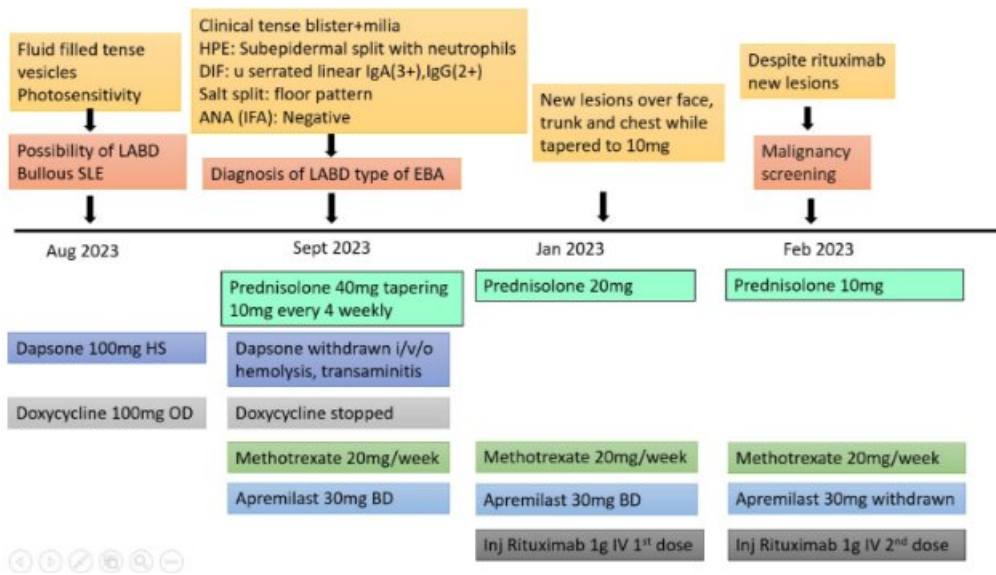 Fluid filled tense
vesicles
Photosensitivity
Possibility of LABD
Bullous SLE
Clinical tense blister+milia
HPE: Subepidermal split with neutrophils
DIF: u serrated linear IgA(3+),IgG(2+)
Salt split: floor pattern
ANA (IFA): Negative
Diagnosis of LABD type of EBA
New lesions over face,
trunk and chest while
tapered to 10mg
Despite rituximab
new lesions
Malignancy
screening
Aug 2023
Sept 2023
Jan 2023
Feb 2023
Prednisolone 40mg tapering
10mg every 4 weekly
Prednisolone 20mg
Prednisolone 10mg
Dapsone 100mg HS
Dapsone withdrawn i/v/o
hemolysis, transaminitis
Doxycycline 100mg OD
Doxycycline stopped
Methotrexate 20mg/week
Methotrexate 20mg/week
Methotrexate 20mg/week
Apremilast 30mg BD
Apremilast 30mg BD
Apremilast 30mg withdrawn
Inj Rituximab 1g IV 1st dose
Inj Rituximab 1g IV 2nd dose